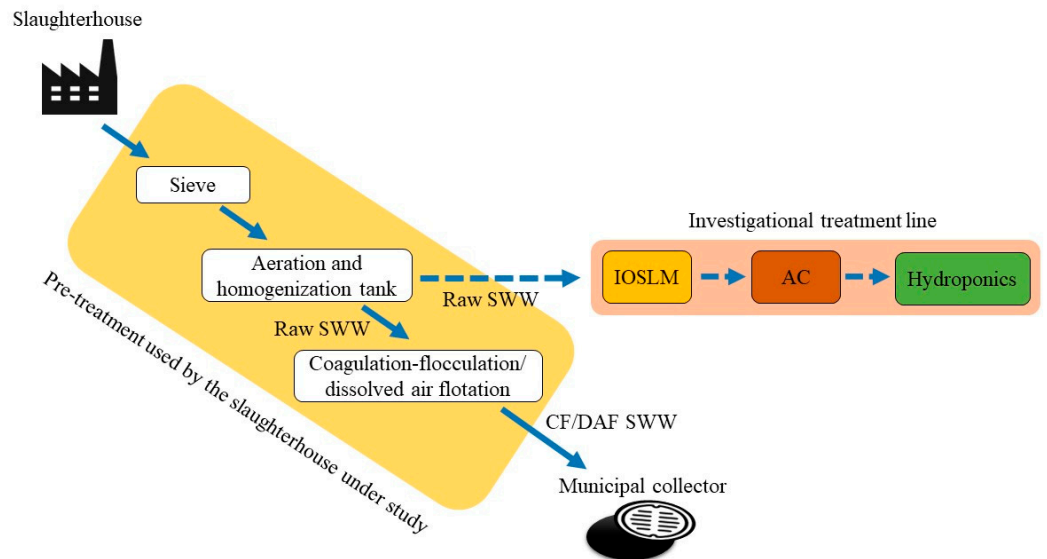 Slaughterhouse
Sieve
Aeration and
homogenization tank
Raw SWW
Raw SWW
Investigational treatment line
IOSLM
AC
Hydroponics
Coagulation-flocculation/
dissolved air flotation
CF/DAF SWW
Municipal collector
Pre-treatment used by the slaughterhouse under study